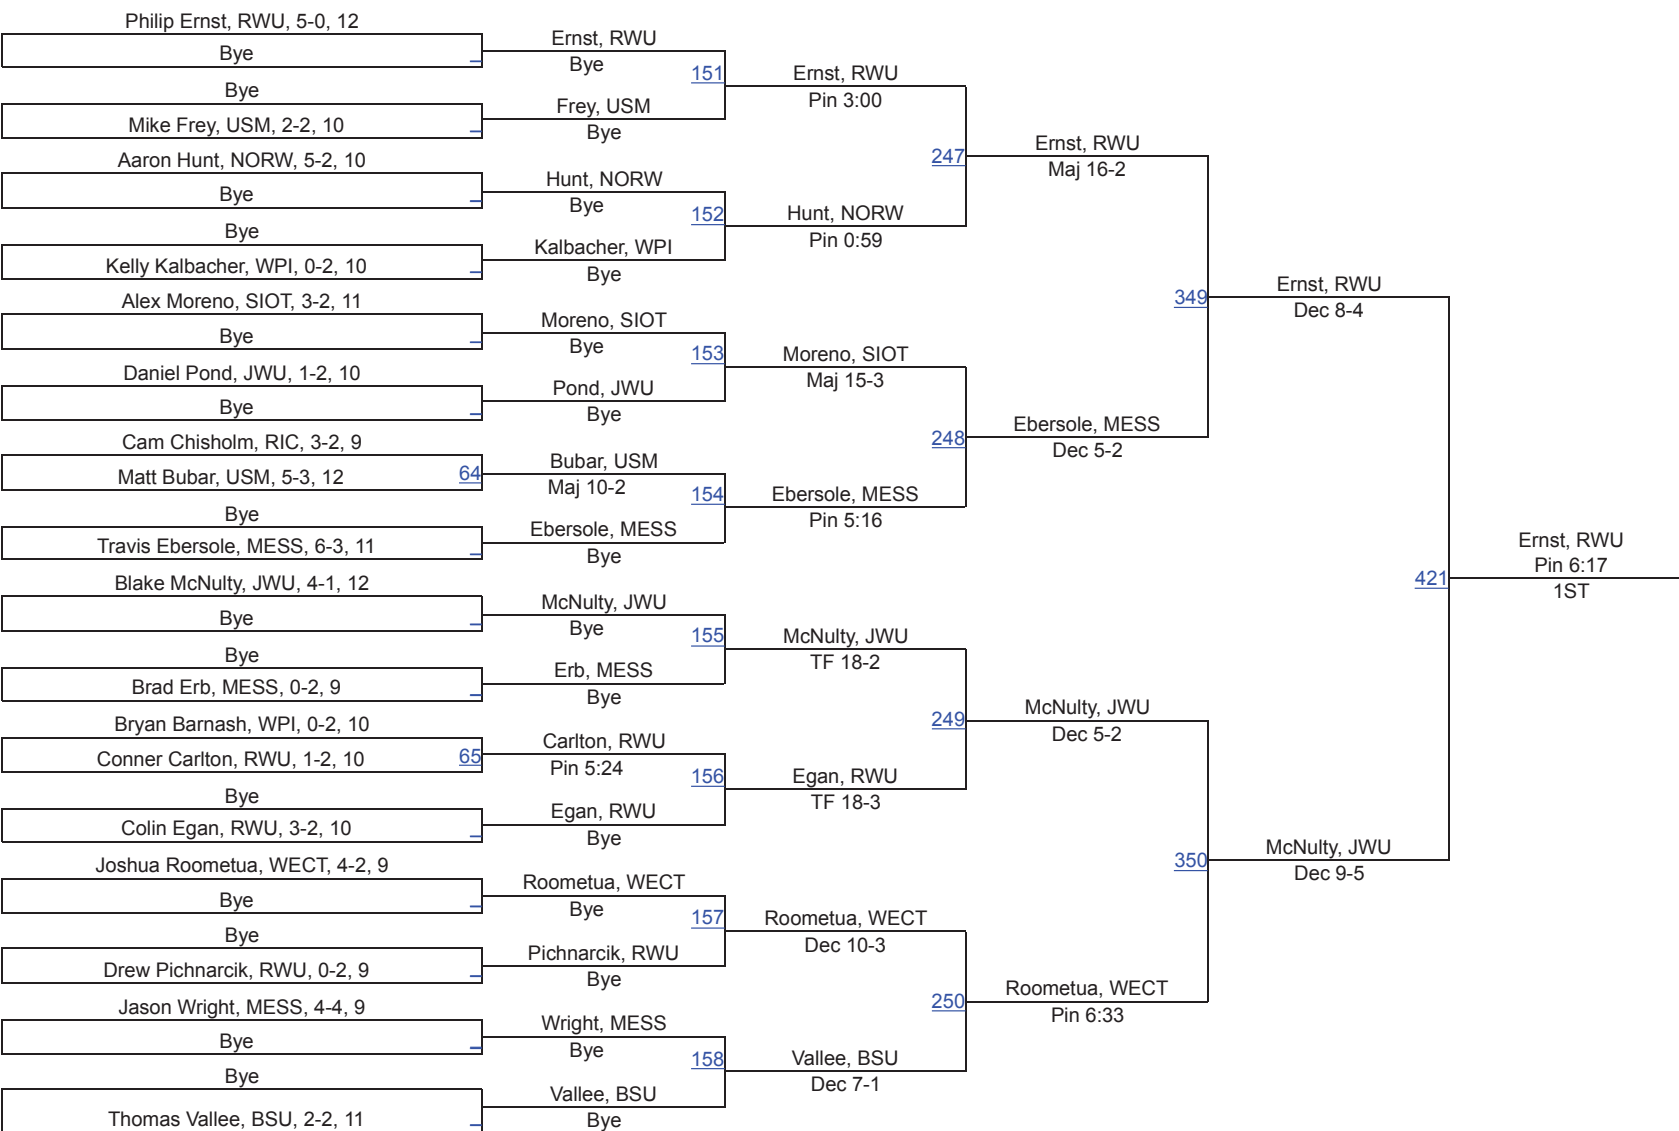 Philip Ernst, RWU, 5-0, 12
Bye
Bye
Mike Frey, USM, 2-2, 10
Aaron Hunt, NORW, 5-2, 10
Bye
Bye
Kelly Kalbacher, WPI, 0-2, 10
Alex Moreno, SIOT, 3-2, 11
Bye
Daniel Pond, JWU, 1-2, 10
Bye
Cam Chisholm, RIC, 3-2, 9
Matt Bubar, USM, 5-3, 12
64
Bye
Travis Ebersole, MESS, 6-3, 11
Blake McNulty, JWU, 4-1, 12
Bye
Bye
Brad Erb, MESS, 0-2, 9
Bryan Barnash, WPI, 0-2, 10
Conner Carlton, RWU, 1-2, 10
65
Bye
Colin Egan, RWU, 3-2, 10
Joshua Roometua, WECT, 4-2, 9
Bye
Bye
Drew Pichnarcik, RWU, 0-2, 9
Jason Wright, MESS, 4-4, 9
Bye
Bye
Thomas Vallee, BSU, 2-2, 11
Ernst, RWU
Bye
151
Frey, USM
Bye
Hunt, NORW
Bye
152
Kalbacher, WPI
Bye
Moreno, SIOT
Bye
153
Pond, JWU
Bye
Bubar, USM
Maj 10-2
154
Ebersole, MESS
Bye
McNulty, JWU
Bye
155
Erb, MESS
Bye
Carlton, RWU
Pin 5:24
156
Egan, RWU
Bye
Roometua, WECT
Bye
157
Pichnarcik, RWU
Bye
Wright, MESS
Bye
158
Vallee, BSU
Bye
Ernst, RWU
Pin 3:00
247
Hunt, NORW
Pin 0:59
Moreno, SIOT
Maj 15-3
248
Ebersole, MESS
Pin 5:16
McNulty, JWU
TF 18-2
249
Egan, RWU
TF 18-3
Roometua, WECT
Dec 10-3
250
Vallee, BSU
Dec 7-1
Ernst, RWU
Maj 16-2
349
Ebersole, MESS
Dec 5-2
McNulty, JWU
Dec 5-2
350
Roometua, WECT
Pin 6:33
Ernst, RWU
Dec 8-4
421
McNulty, JWU
Dec 9-5
Ernst, RWU
Pin 6:17
1ST